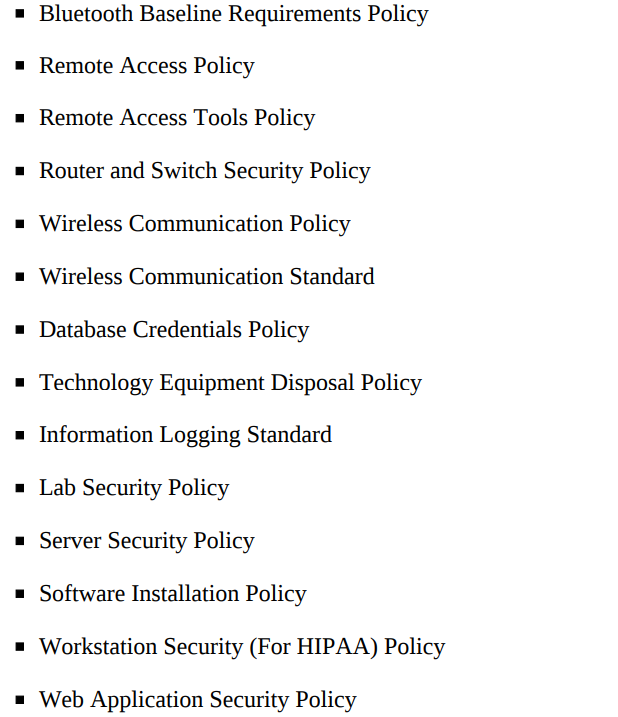 ▪ Bluetooth Baseline Requirements Policy
▪ Remote Access Policy
▪ Remote Access Tools Policy
▪ Router and Switch Security Policy
▪ Wireless Communication Policy
▪ Wireless Communication Standard
▪ Database Credentials Policy
▪ Technology Equipment Disposal Policy
▪ Information Logging Standard
▪ Lab Security Policy
▪ Server Security Policy
▪ Software Installation Policy
▪ Workstation Security (For HIPAA) Policy
▪ Web Application Security Policy